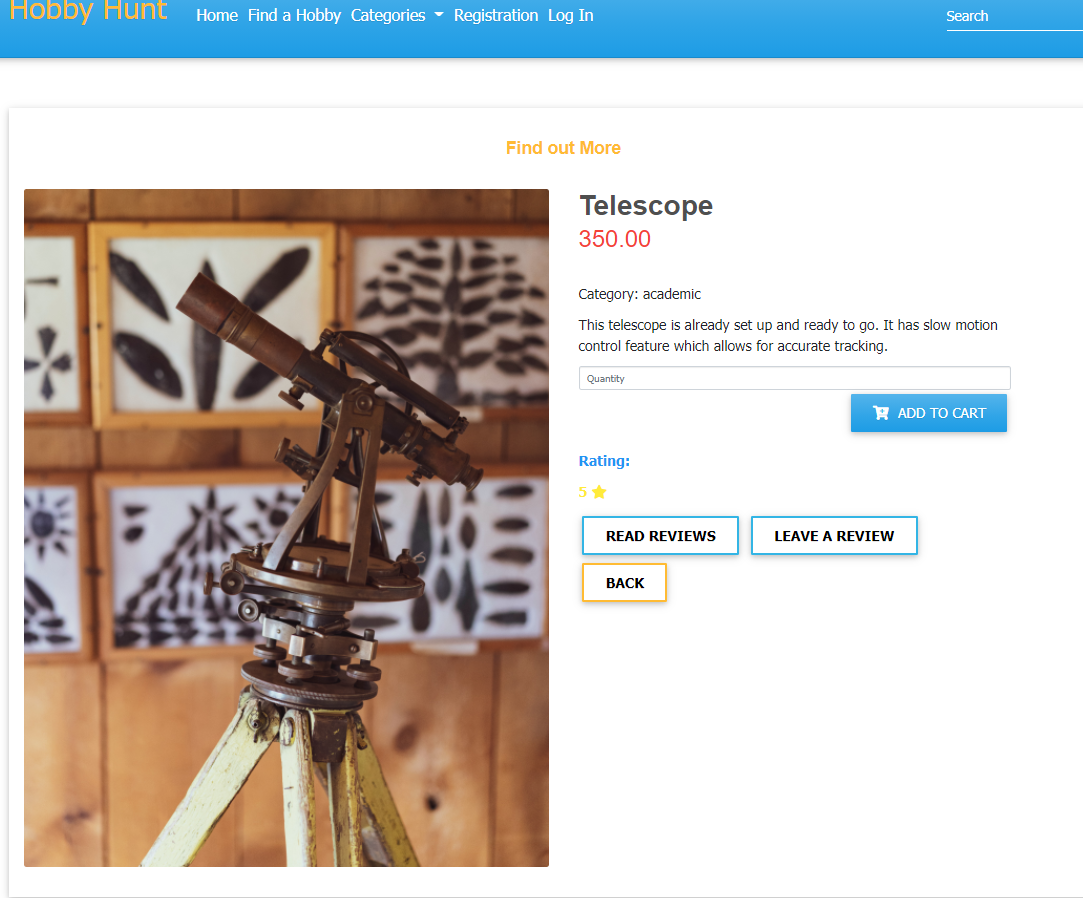 Hobby Hunt
Home Find a Hobby Categories Registration Log In
Search
Find out More
Telescope
350.00
Category: academic
This telescope is already set up and ready to go. It has slow motion
control feature which allows for accurate tracking.
Quantity
ADD TO CART
Rating:
5
READ REVIEWS LEAVE A REVIEW
BACK